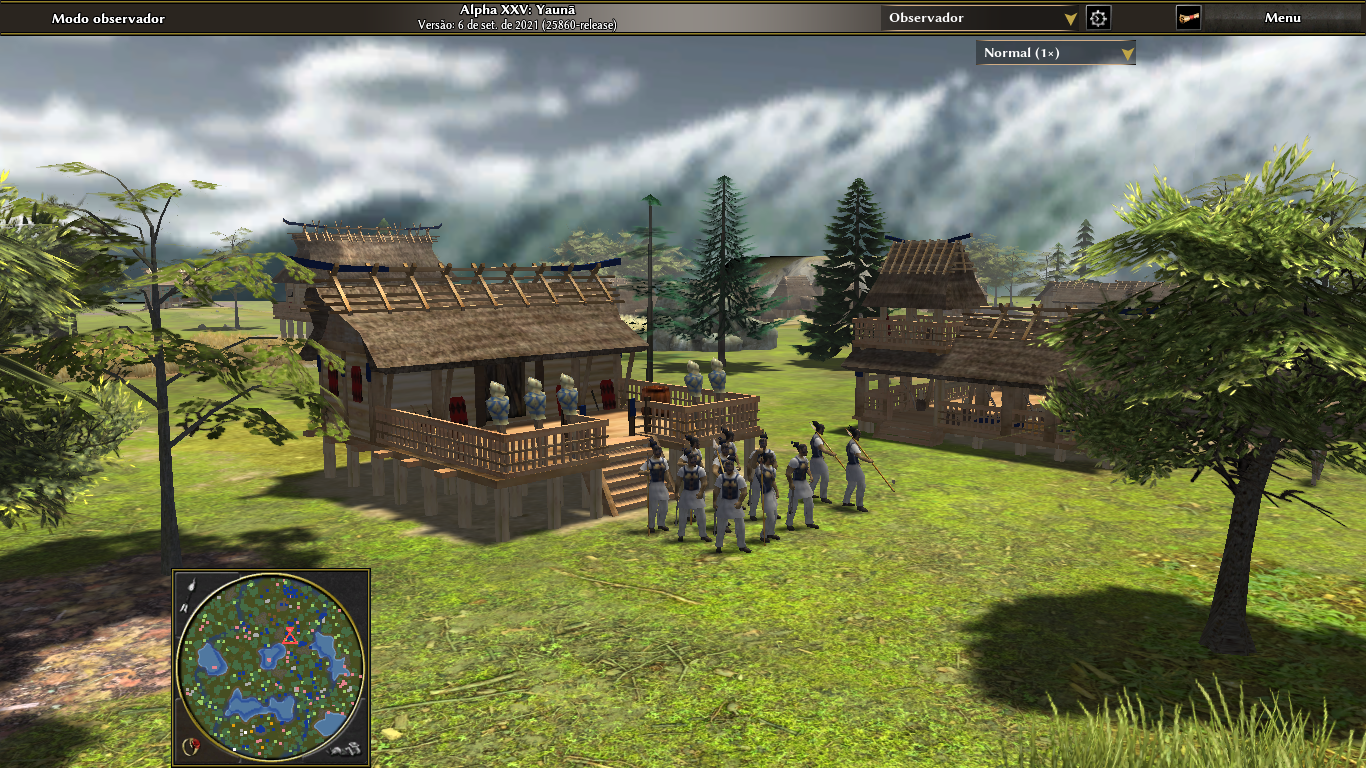 Modo observador
Alpha XXV: Yaunā
Versão: 6 de set. de 2021 (25860-release)
Observador
Menu
Normal (1×)